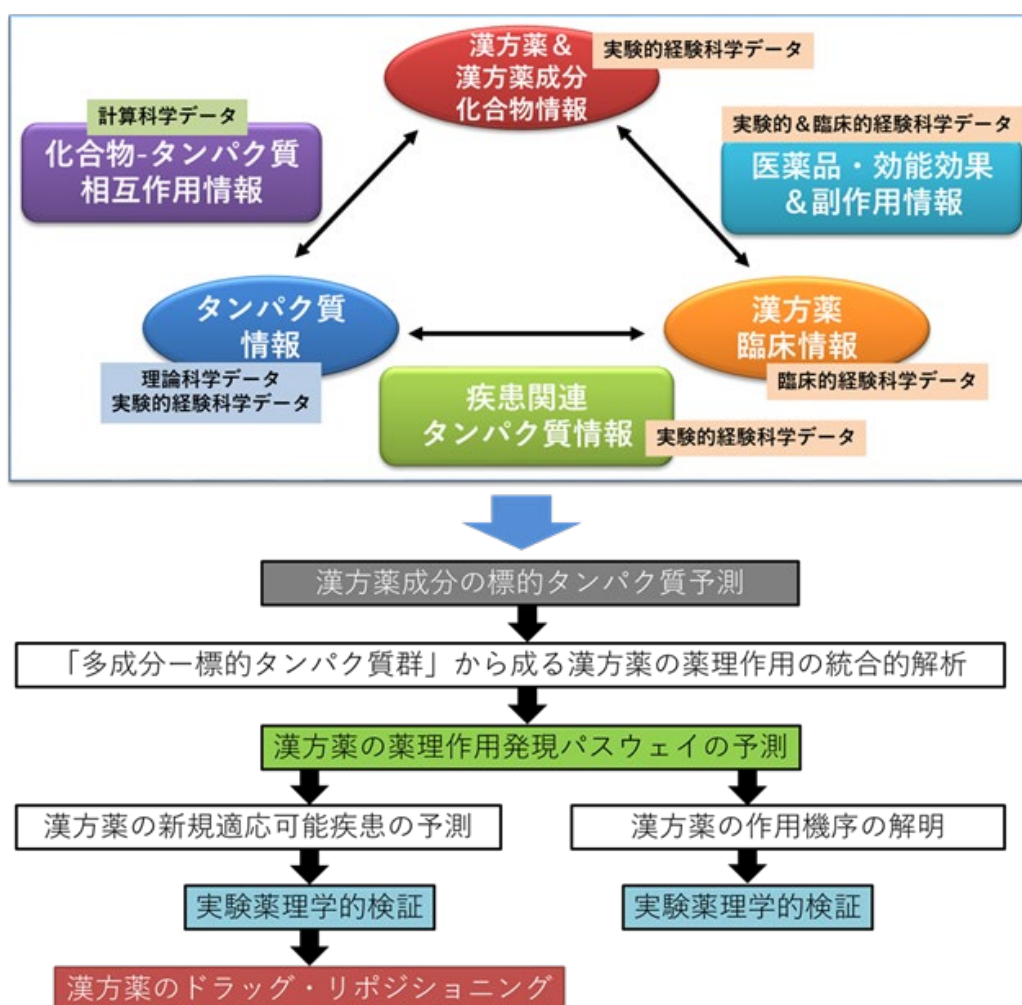 漢方薬&
漢方薬成分
化合物情報
実験的経験科学データ
計算科学データ
化合物-タンパク質
相互作用情報
実験的&臨床的経験科学データ
医薬品・効能効果
&副作用情報
タンパク質
情報
理論科学データ
実験的経験科学データ
漢方薬
臨床情報
臨床的経験科学データ
疾患関連
タンパク質情報
実験的経験科学データ
漢方薬成分の標的タンパク質予測
「多成分ー標的タンパク質群」から成る漢方薬の薬理作用の統合的解析
漢方薬の薬理作用発現パスウェイの予測
漢方薬の新規適応可能疾患の予測
漢方薬の作用機序の解明
実験薬理学的検証
実験薬理学的検証
漢方薬のドラッグ・リポジショニング